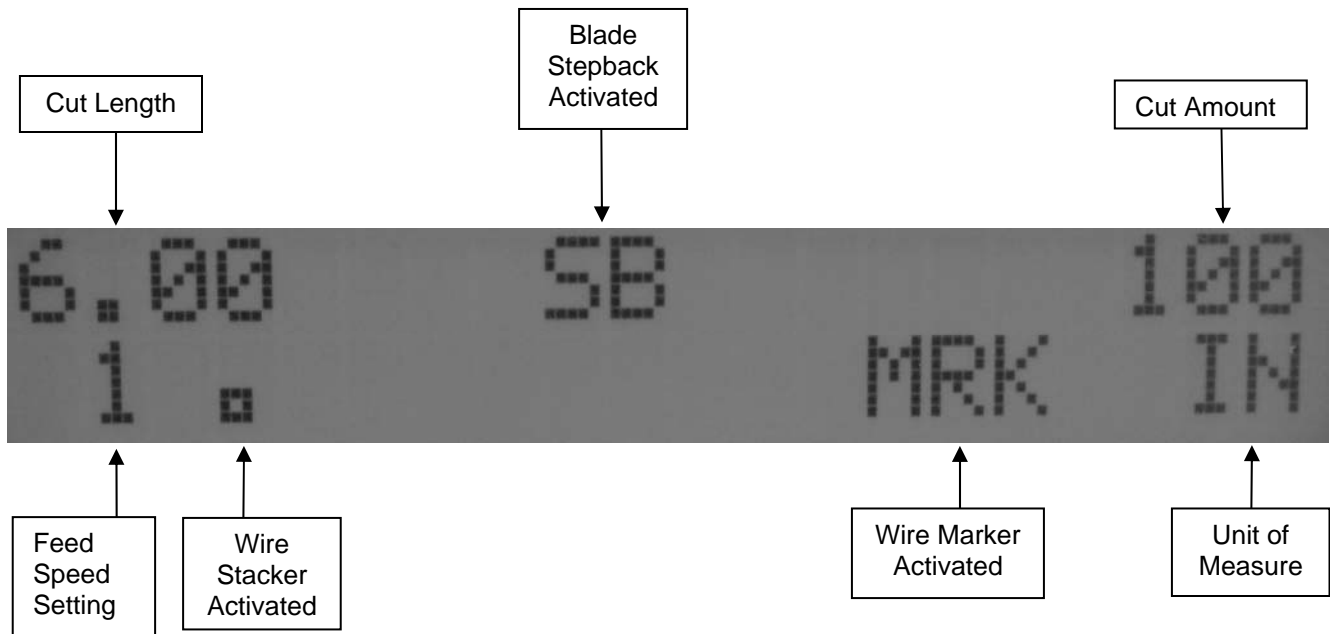 Blade
Stepback
Activated
Cut Length
Cut Amount
6.00 SB 100
1 . MRK IN
Feed
Speed
Setting
Wire
Stacker
Activated
Wire Marker
Activated
Unit of
Measure